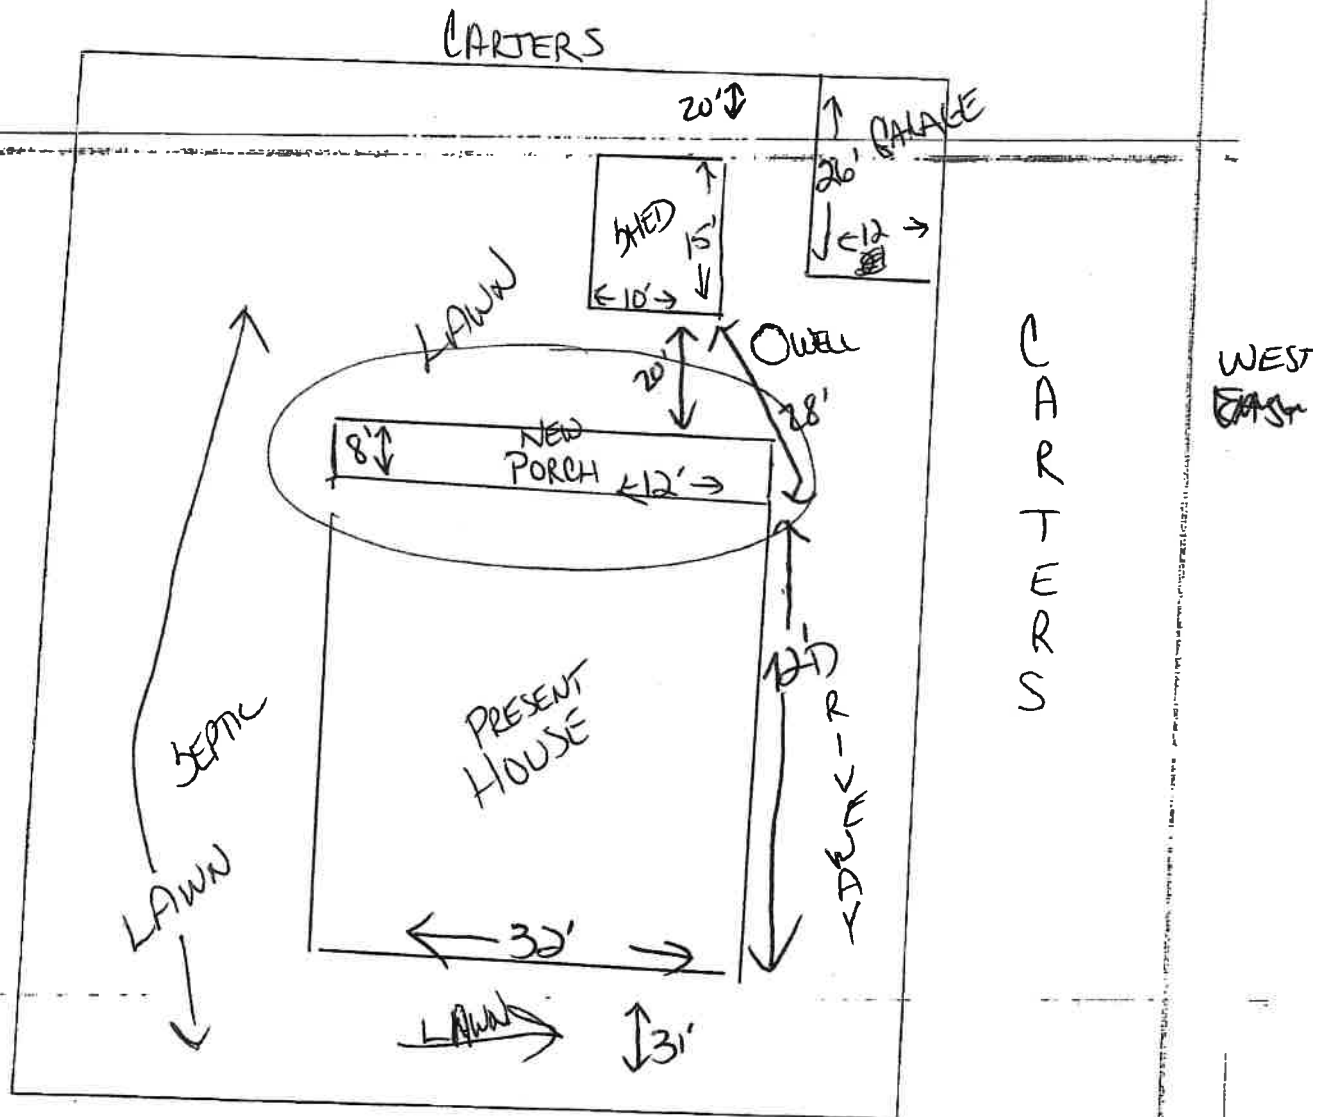 CARTERS
20'
GALAGE
26'
<12
SHED
15'
10'
LAWN
WELL
20'
28'
8'
NEW
PORCH
12'
CARTERS
WEST
PRESENT
HOUSE
DRIVEWAY
SEPTIC
LAWN
32'
LAWN
31'